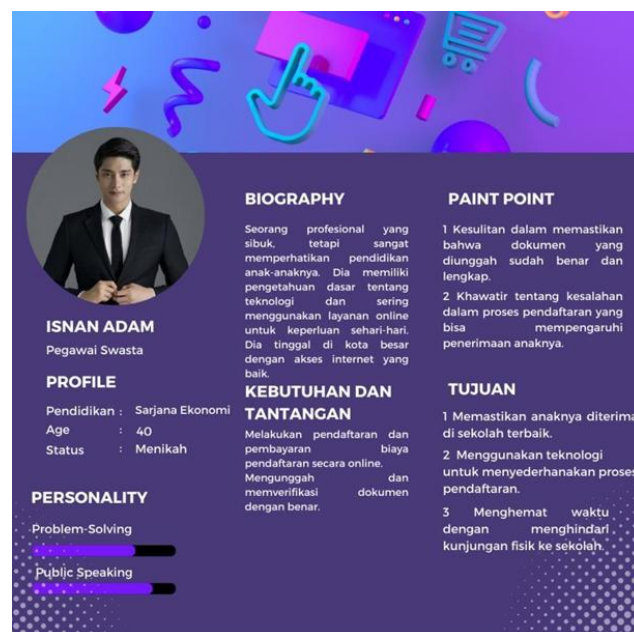 ISNAN ADAM
Pegawai Swasta
PROFILE
Pendidikan : Sarjana Ekonomi
Age : 40
Status : Menikah
PERSONALITY
Problem-Solving
Public Speaking
BIOGRAPHY
Seorang profesional yang
sibuk, tetapi sangat
memperhatikan pendidikan
anak-anaknya. Dia memiliki
pengetahuan dasar tentang
teknologi dan sering
menggunakan layanan online
untuk keperluan sehari-hari.
Dia tinggal di kota besar
dengan akses internet yang
baik.
KEBUTUHAN DAN
TANTANGAN
Melakukan pendaftaran dan
pembayaran biaya
pendaftaran secara online.
Mengunggah dan
memverifikasi dokumen
dengan benar.
PAINT POINT
1 Kesulitan dalam memastikan
bahwa dokumen yang
diunggah sudah benar dan
lengkap.
2 Khawatir tentang kesalahan
dalam proses pendaftaran yang
bisa mempengaruhi
penerimaan anaknya.
TUJUAN
1 Memastikan anaknya diterima
di sekolah terbaik.
2 Menggunakan teknologi
untuk menyederhanakan proses
pendaftaran.
3 Menghemat waktu
dengan menghindari
kunjungan fisik ke sekolah.